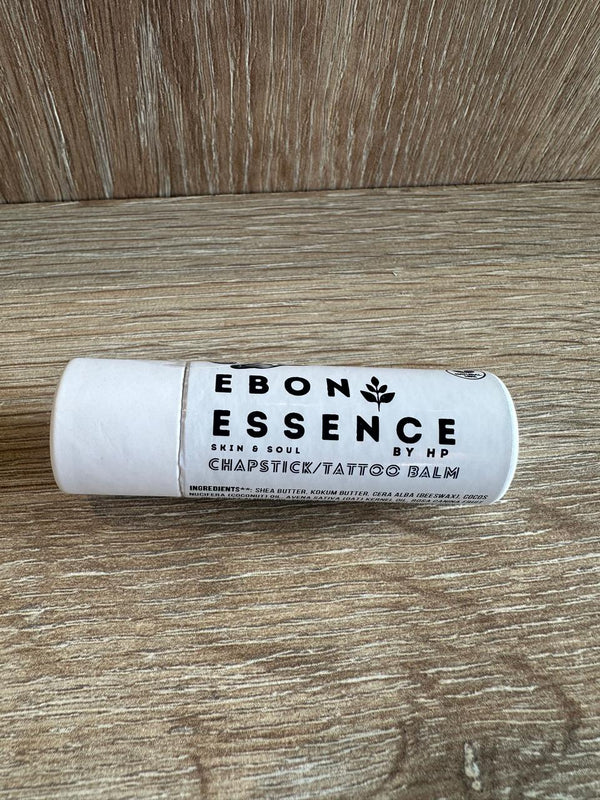 EBON
ESSENCE
SKIN & SOUL BY HP
CHAPSTICK/TATTOO BALM
INGREDIENTS**: SHEA BUTTER, KOKUM BUTTER, CERA ALBA (BEESWAX), COCOS
NUCIFERA (COCONUT) OIL, AVENA SATIVA (OAT) KERNEL OIL, ROSA CANINA FRUIT